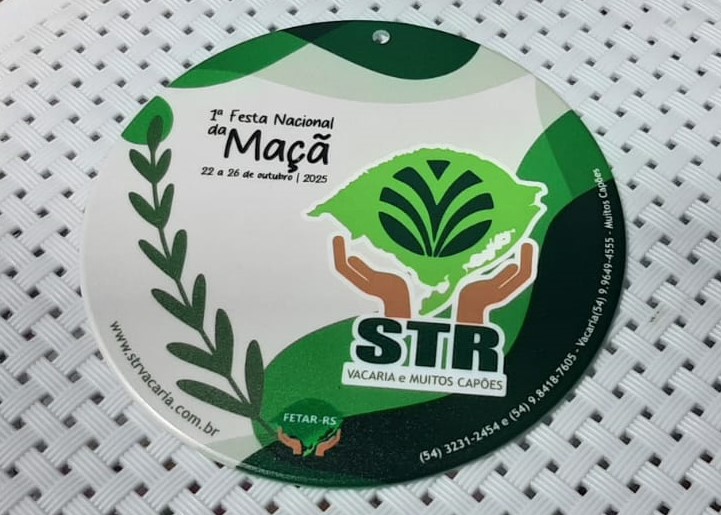 1ª Festa Nacional
da Maçã
22 a 26 de outubro | 2025
STR
VACARIA e MUITOS CAPÕES
www.strvacaria.com.br
FETAR-RS
(54) 3231-2454 e (54) 9.8418-7605 - Vacaria(54) 9.9649-4555 - Muitos Capões